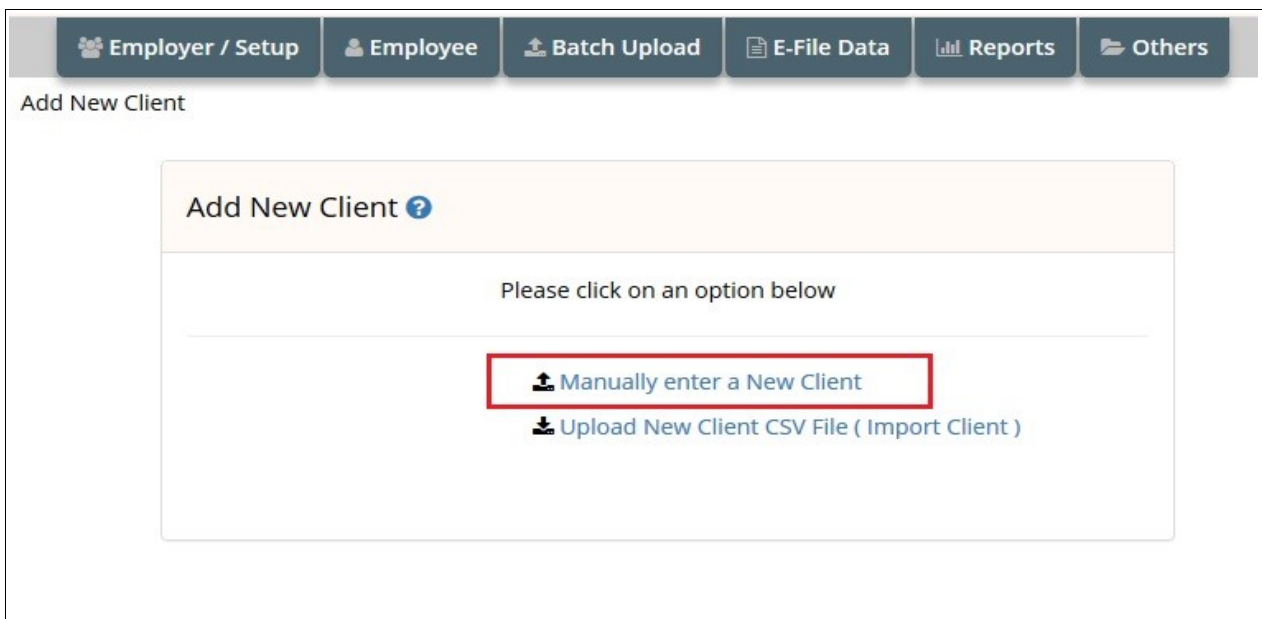 Employer / Setup Employee Batch Upload E-File Data Reports Others
Add New Client
Add New Client
Please click on an option below
Manually enter a New Client
Upload New Client CSV File ( Import Client )